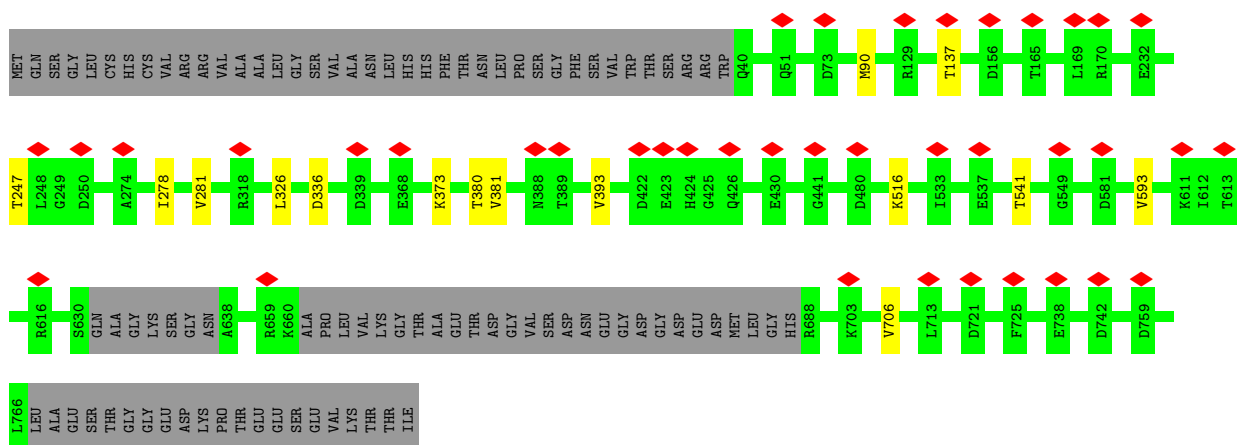 MET GLN SER GLY LEU CYS HIS CYS VAL ARG ARG VAL ALA ALA LEU GLY SER VAL ALA ASN LEU HIS HIS PHE THR ASN LEU PRO SER GLY PHE SER VAL TRP THR SER ARG ARG TRP Q40 Q51 D73 M90 R129 T137 D156 T165 L169 R170 E232
T247 L248 G249 D250 A274 I278 V281 R318 L326 D336 D339 E368 K373 T380 V381 N388 T389 V393 D422 E423 H424 G425 Q426 E430 G441 D480 K516 I533 E537 T541 G549 D581 V593 K611 I612 T613
R616 S630 GLN ALA GLY LYS SER GLY ASN A638 R659 K660 ALA PRO LEU VAL LYS GLY THR ALA GLU THR ASP GLY VAL SER ASP ASN GLU GLY ASP GLY ASP GLU ASP MET LEU GLY HIS R688 K703 V706 L713 D721 F725 E738 D742 D759
L766 LEU ALA GLU SER THR GLY GLY GLU ASP LYS PRO THR GLU GLU SER GLU VAL LYS THR THR ILE